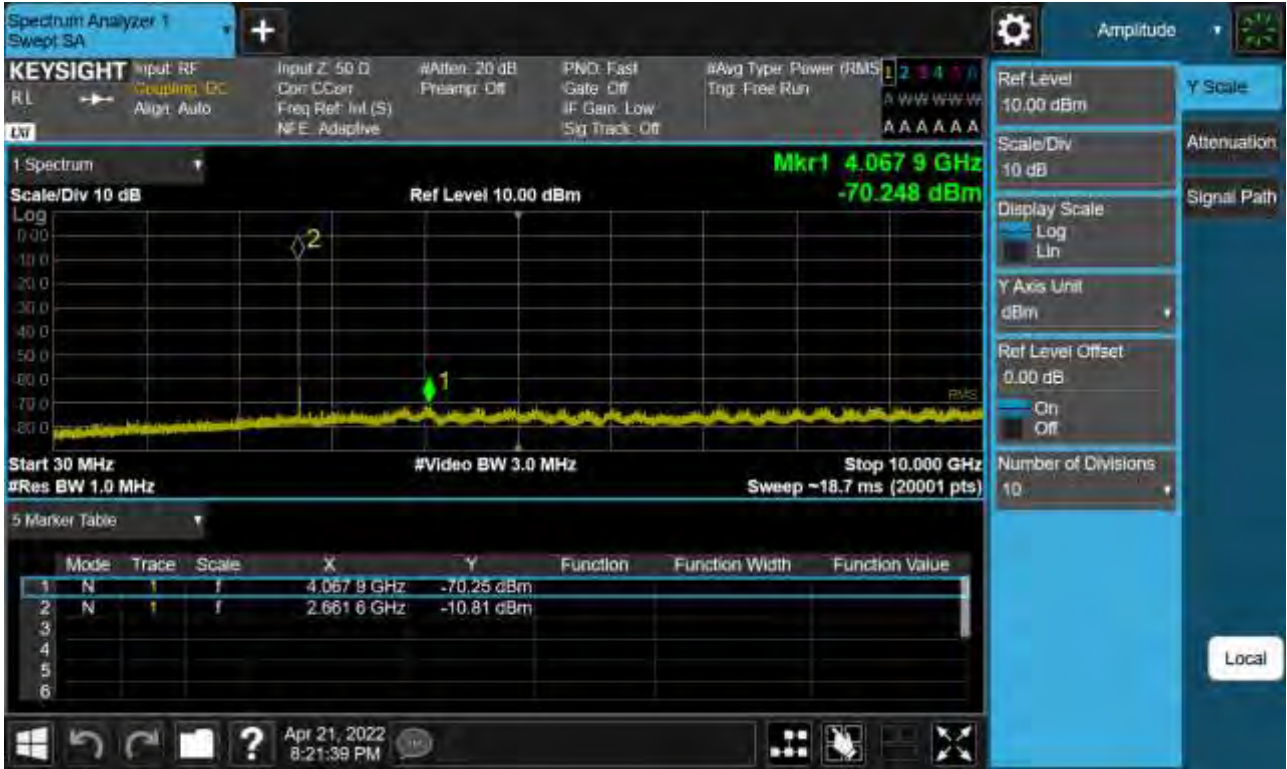 Spectrum Analyzer 1
Swept SA
Amplitude
KEYSIGHT
RL
LXI
Input: RF
Coupling: DC
Align: Auto
Input Z: 50 Ω
Corr CCorr
Freq Ref: Int (S)
NFE: Adaptive
#Atten: 20 dB
Preamp: Off
PNO: Fast
Gate: Off
IF Gain: Low
Sig Track: Off
#Avg Type: Power (RMS
Trig: Free Run
1 2 3 4 5 6
A W W W W W
A A A A A A
1 Spectrum
Scale/Div 10 dB
Ref Level 10.00 dBm
Mkr1 4.067 9 GHz
-70.248 dBm
Log
0.00
-10.0
-20.0
-30.0
-40.0
-50.0
-60.0
-70.0
-80.0
2
1
RMS
Start 30 MHz
#Video BW 3.0 MHz
Stop 10.000 GHz
#Res BW 1.0 MHz
Sweep ~18.7 ms (20001 pts)
5 Marker Table
Mode Trace Scale X Y Function Function Width Function Value
1 N 1 f 4.067 9 GHz -70.25 dBm
2 N 1 f 2.661 6 GHz -10.81 dBm
3
4
5
6
Apr 21, 2022
8:21:39 PM
Ref Level
10.00 dBm
Scale/Div
10 dB
Display Scale
Log
Lin
Y Axis Unit
dBm
Ref Level Offset
0.00 dB
On
Off
Number of Divisions
10
Y Scale
Attenuation
Signal Path
Local